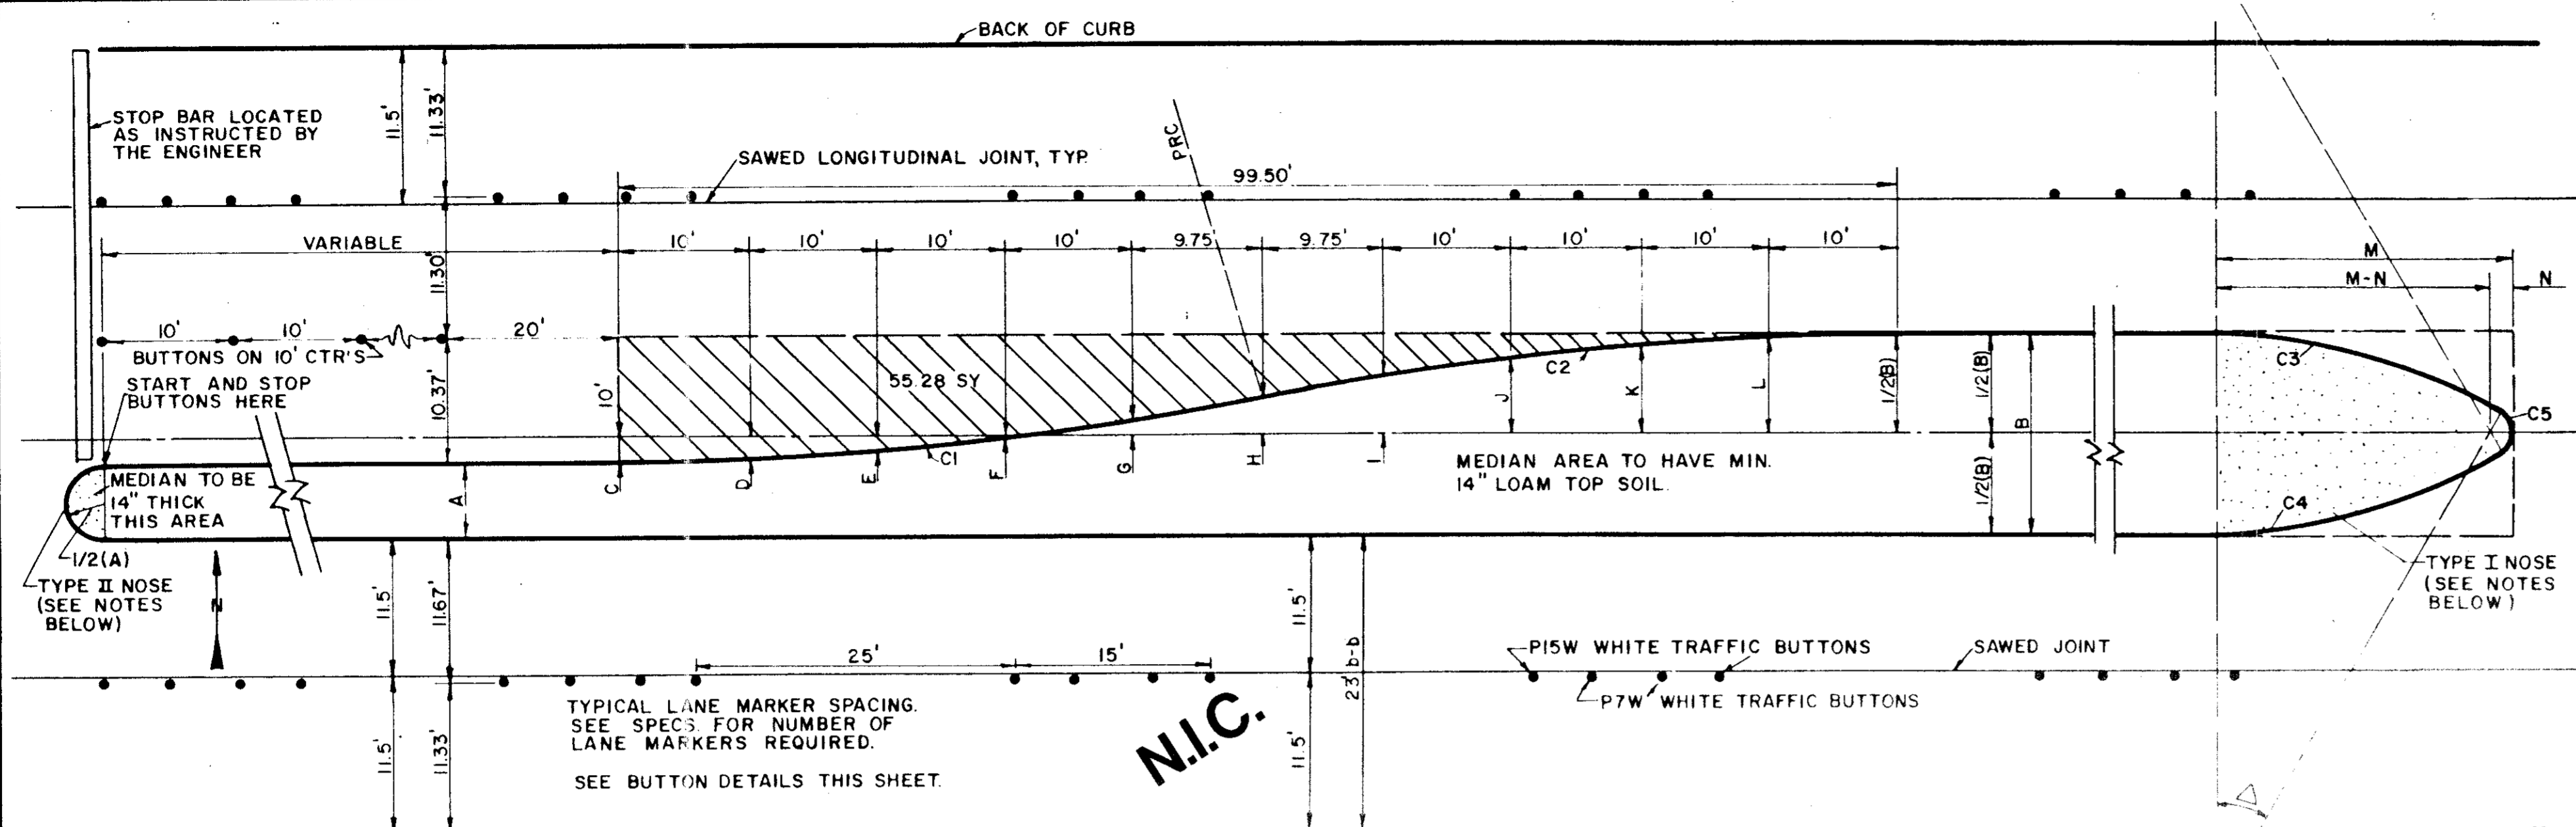 BACK OF CURB
STOP BAR LOCATED
AS INSTRUCTED BY
THE ENGINEER
11.5'
11.33'
SAWED LONGITUDINAL JOINT, TYP.
PRC
99.50'
VARIABLE
11.30'
10'
10'
10'
10'
9.75'
9.75'
10'
10'
10'
10'
M
M-N
N
10'
10'
20'
BUTTONS ON 10' CTR'S
START AND STOP
BUTTONS HERE
10.37'
10'
55.28 SY
C1
C2
C3
C4
C5
1/2(B)
1/2(B)
1/2(B)
B
A
C
D
E
F
G
H
I
J
K
L
MEDIAN TO BE
14" THICK
THIS AREA
1/2(A)
TYPE II NOSE
(SEE NOTES
BELOW)
N
MEDIAN AREA TO HAVE MIN.
14" LOAM TOP SOIL.
TYPE I NOSE
(SEE NOTES
BELOW)
11.5'
11.67'
11.5'
23' b-b
25'
15'
P15W WHITE TRAFFIC BUTTONS
SAWED JOINT
P7W WHITE TRAFFIC BUTTONS
TYPICAL LANE MARKER SPACING.
SEE SPECS. FOR NUMBER OF
LANE MARKERS REQUIRED.
SEE BUTTON DETAILS THIS SHEET.
N.I.C.
11.5'
11.33'
11.5'
Δ